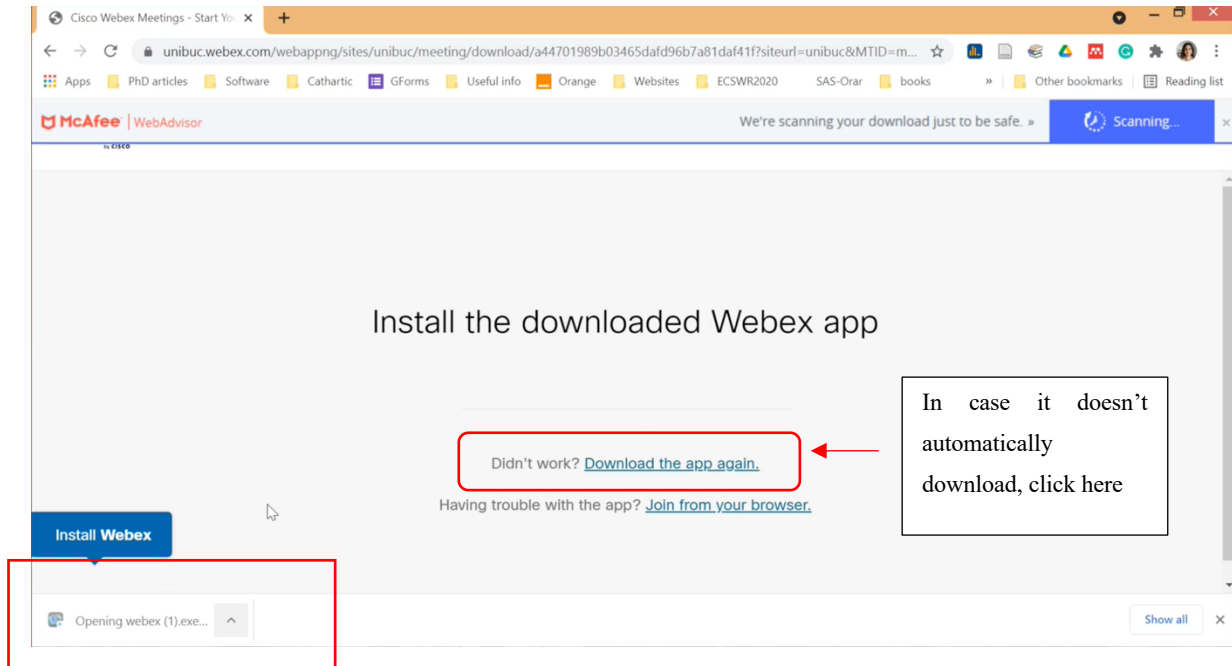 Cisco Webex Meetings - Start Yo
unibuc.webex.com/webappng/sites/unibuc/meeting/download/a44701989b03465dafd96b7a81daf41f?siteurl=unibuc&MTID=m...
Apps PhD articles Software Cathartic GForms Useful info Orange Websites ECSWR2020 SAS-Orar books » Other bookmarks Reading list
McAfee | WebAdvisor We're scanning your download just to be safe. » Scanning...
by CISCO
Install the downloaded Webex app
In case it doesn't
automatically
download, click here
Didn't work? Download the app again.
Having trouble with the app? Join from your browser.
Install Webex
Opening webex (1).exe... Show all